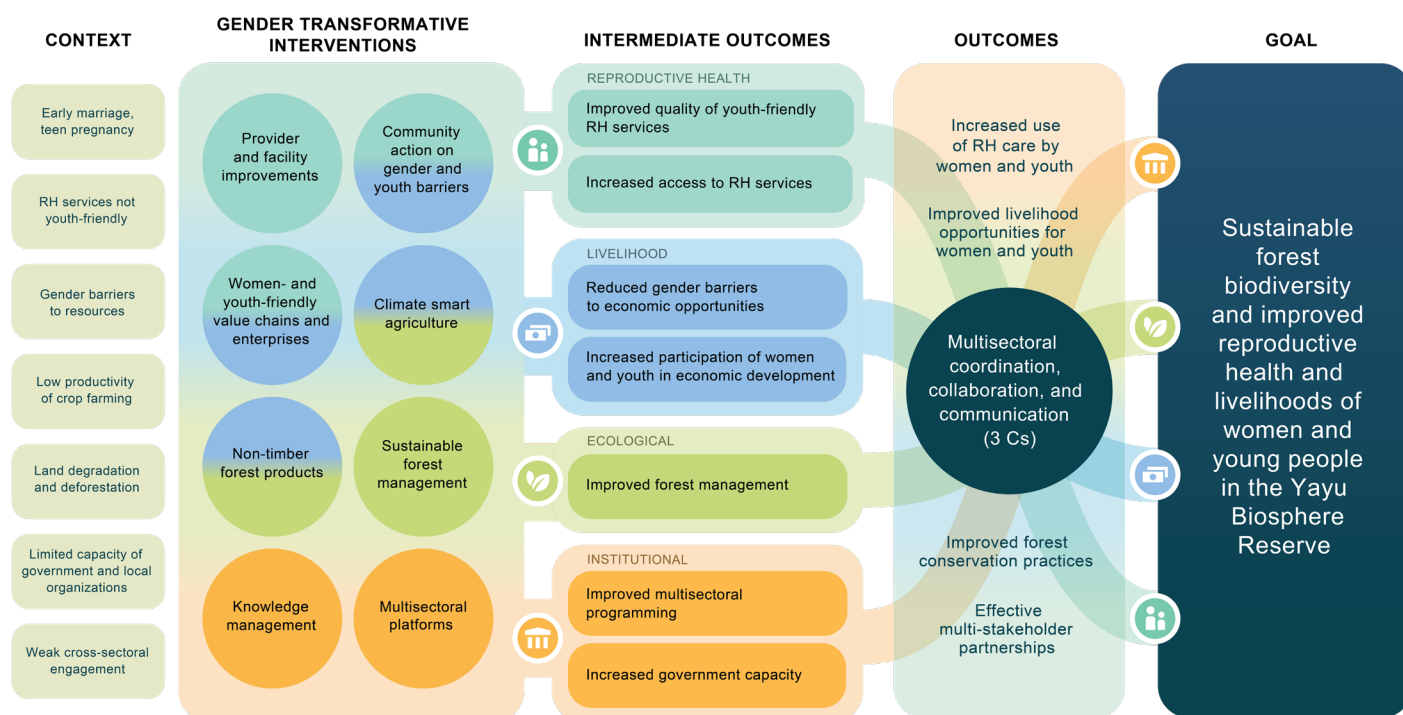 CONTEXT
Early marriage,
teen pregnancy
RH services not
youth-friendly
Gender barriers
to resources
Low productivity
of crop farming
Land degradation
and deforestation
Limited capacity of
government and local
organizations
Weak cross-sectoral
engagement
GENDER TRANSFORMATIVE
INTERVENTIONS
Provider
and facility
improvements
Community
action on
gender and
youth barriers
Women- and
youth-friendly
value chains and
enterprises
Climate smart
agriculture
Non-timber
forest products
Sustainable
forest
management
Knowledge
management
Multisectoral
platforms
INTERMEDIATE OUTCOMES
REPRODUCTIVE HEALTH
Improved quality of youth-friendly
RH services
Increased access to RH services
LIVELIHOOD
Reduced gender barriers
to economic opportunities
Increased participation of women
and youth in economic development
ECOLOGICAL
Improved forest management
INSTITUTIONAL
Improved multisectoral
programming
Increased government capacity
OUTCOMES
Increased use
of RH care by
women and youth
Improved livelihood
opportunities for
women and youth
Multisectoral
coordination,
collaboration, and
communication
(3 Cs)
Improved forest
conservation practices
Effective
multi-stakeholder
partnerships
GOAL
Sustainable
forest
biodiversity
and improved
reproductive
health and
livelihoods of
women and
young people
in the Yayu
Biosphere
Reserve